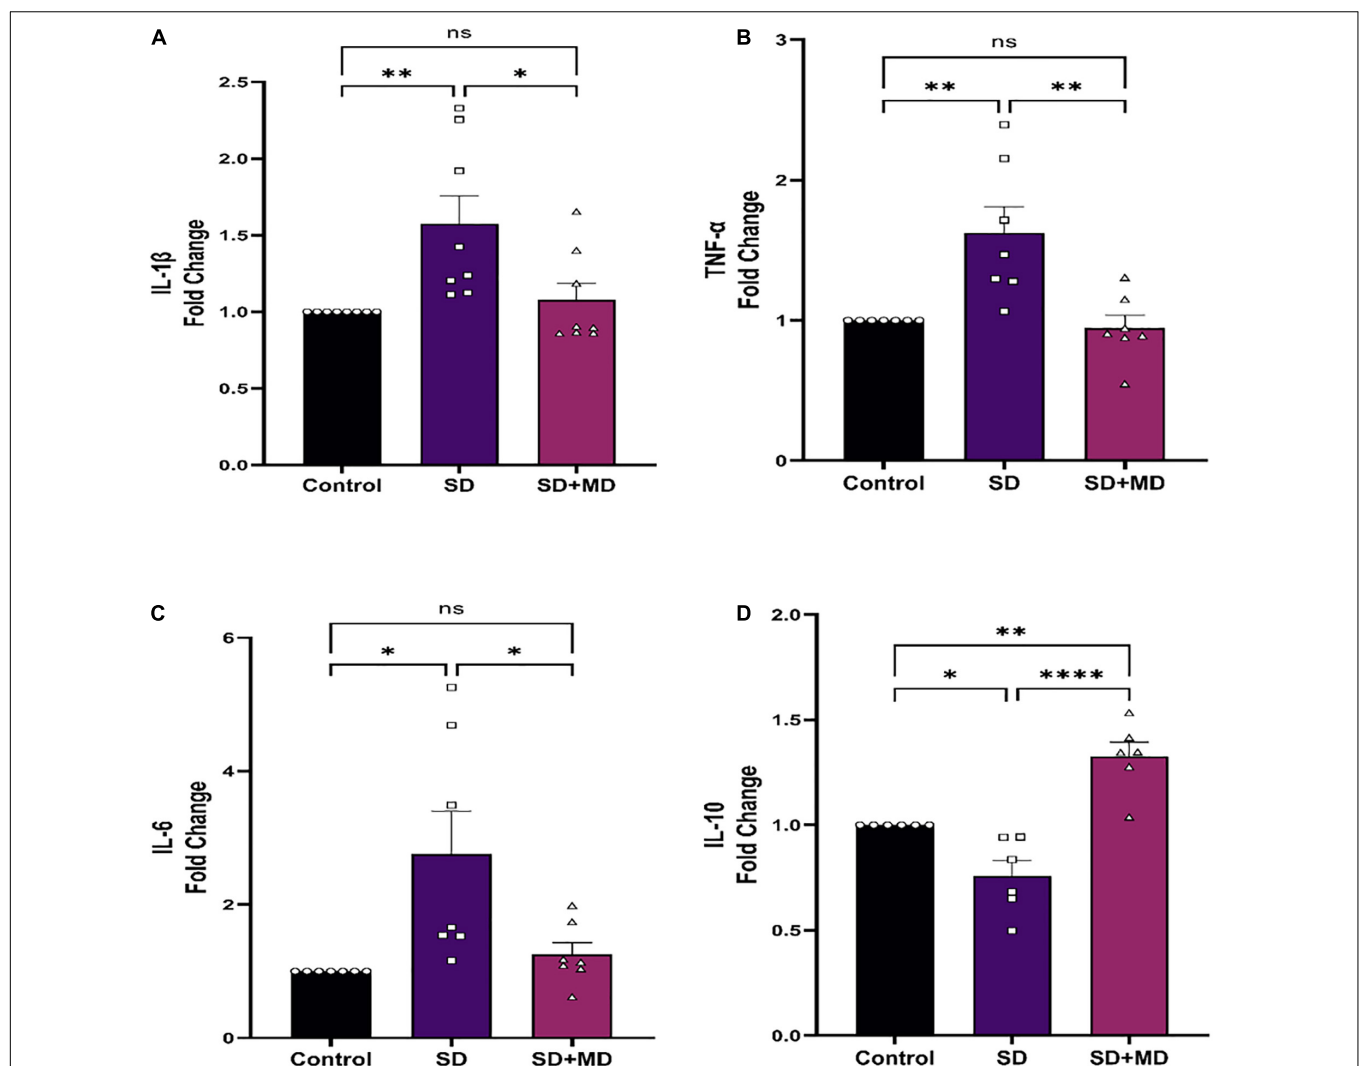 A
ns
** *
2.5
2.0
1.5
1.0
0.5
0.0
IL-1β
Fold Change
Control SD SD+MD
B
ns
** **
3
2
1
0
TNF-α
Fold Change
Control SD SD+MD
C
ns
* *
6
4
2
0
IL-6
Fold Change
Control SD SD+MD
D
**
* ****
2.0
1.5
1.0
0.5
0.0
IL-10
Fold Change
Control SD SD+MD